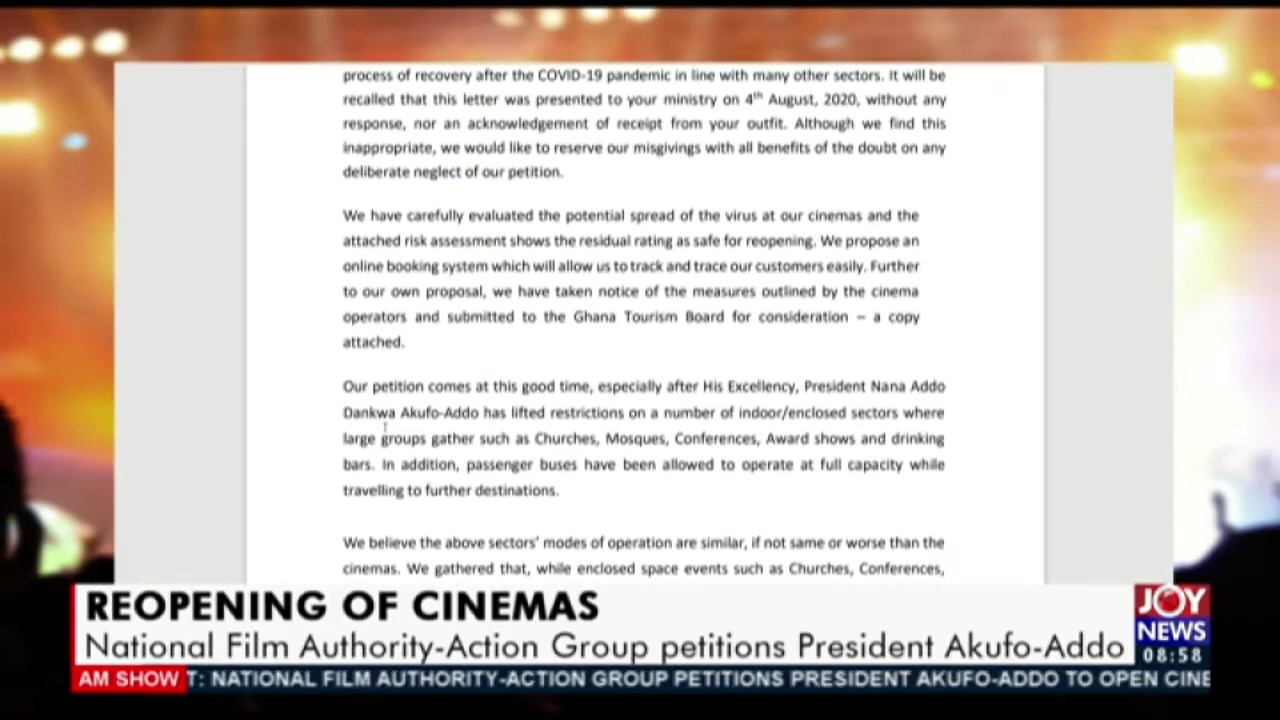 process of recovery after the COVID-19 pandemic in line with many other sectors. It will be
recalled that this letter was presented to your ministry on 4th August, 2020, without any
response, nor an acknowledgement of receipt from your outfit. Although we find this
inappropriate, we would like to reserve our misgivings with all benefits of the doubt on any
deliberate neglect of our petition.
We have carefully evaluated the potential spread of the virus at our cinemas and the
attached risk assessment shows the residual rating as safe for reopening. We propose an
online booking system which will allow us to track and trace our customers easily. Further
to our own proposal, we have taken notice of the measures outlined by the cinema
operators and submitted to the Ghana Tourism Board for consideration – a copy
attached.
Our petition comes at this good time, especially after His Excellency, President Nana Addo
Dankwa Akufo-Addo has lifted restrictions on a number of indoor/enclosed sectors where
large groups gather such as Churches, Mosques, Conferences, Award shows and drinking
bars. In addition, passenger buses have been allowed to operate at full capacity while
travelling to further destinations.
We believe the above sectors' modes of operation are similar, if not same or worse than the
cinemas. We gathered that, while enclosed space events such as Churches, Conferences,
REOPENING OF CINEMAS
National Film Authority-Action Group petitions President Akufo-Addo
JOY
NEWS
08:58
AM SHOW T: NATIONAL FILM AUTHORITY-ACTION GROUP PETITIONS PRESIDENT AKUFO-ADDO TO OPEN CINE